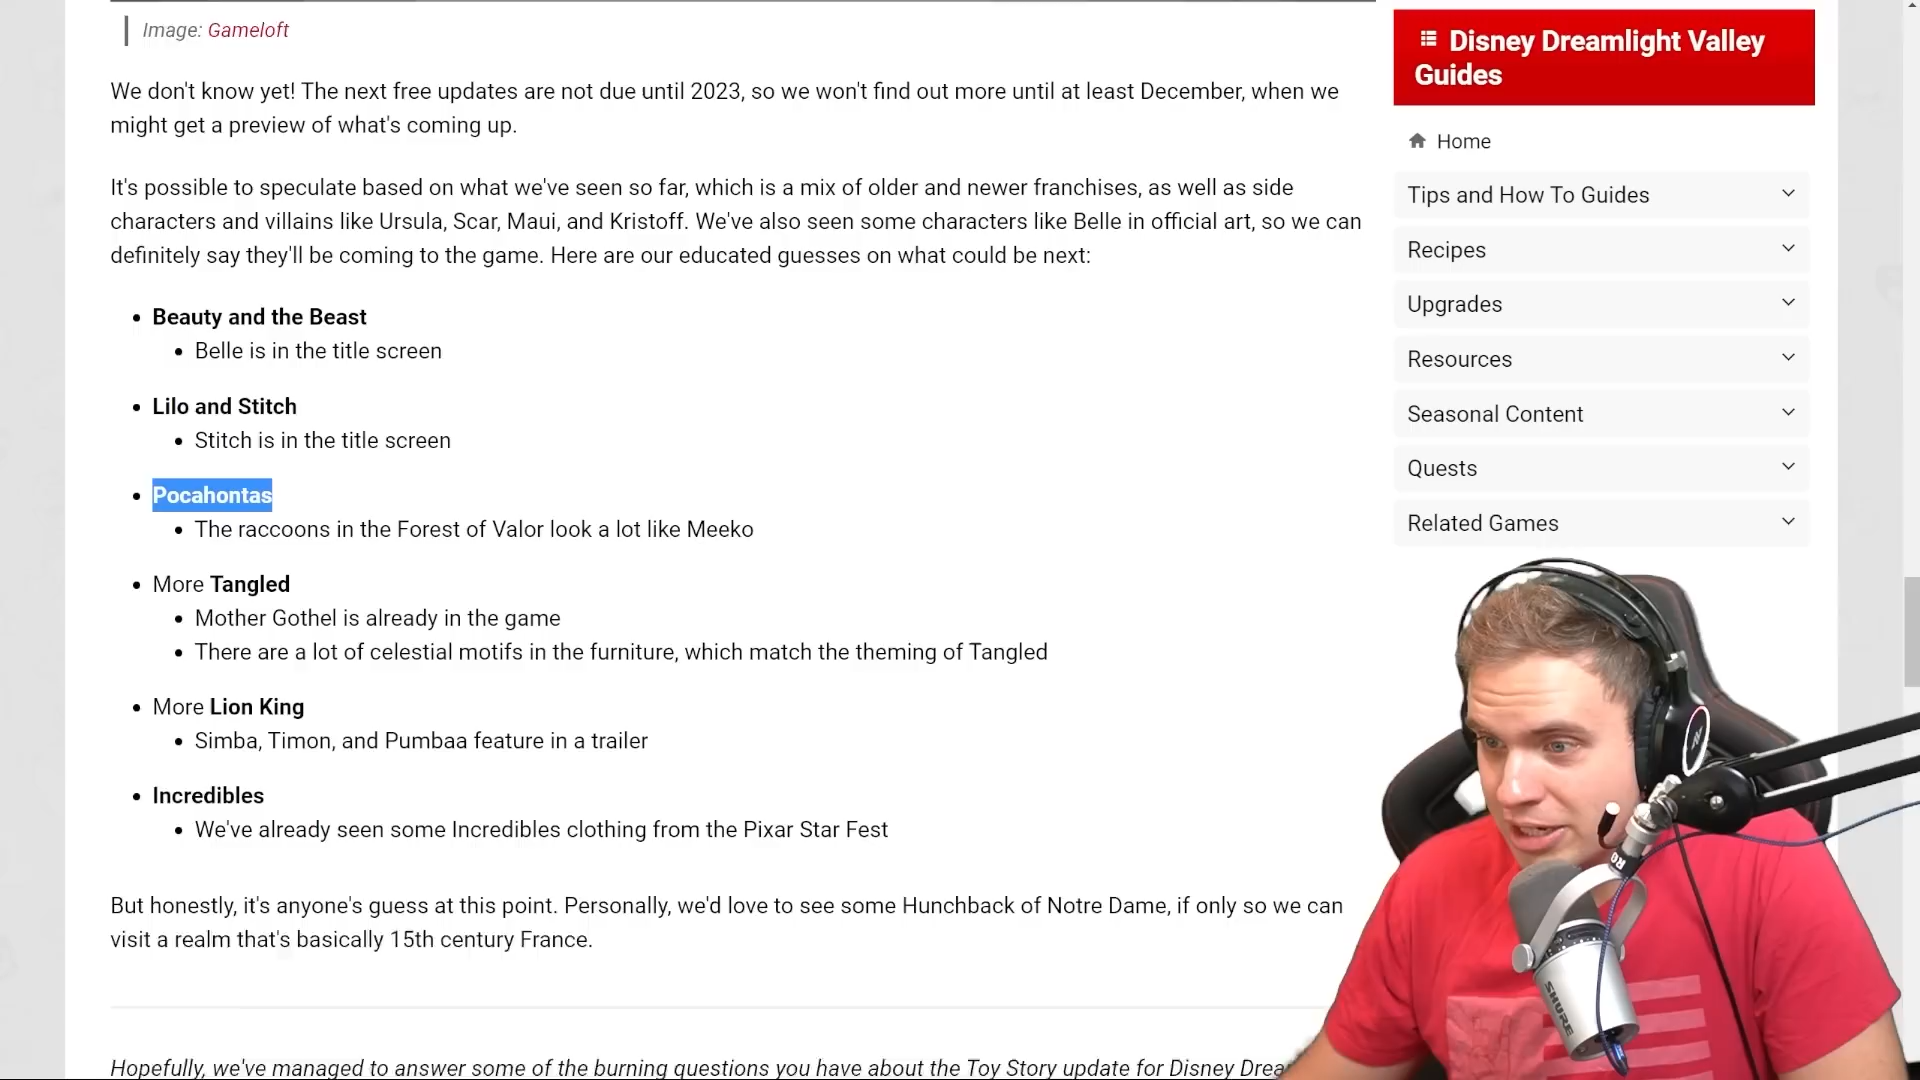 Image: Gameloft
We don't know yet! The next free updates are not due until 2023, so we won't find out more until at least December, when we
might get a preview of what's coming up.
It's possible to speculate based on what we've seen so far, which is a mix of older and newer franchises, as well as side
characters and villains like Ursula, Scar, Maui, and Kristoff. We've also seen some characters like Belle in official art, so we can
definitely say they'll be coming to the game. Here are our educated guesses on what could be next:
Beauty and the Beast
Belle is in the title screen
Lilo and Stitch
Stitch is in the title screen
Pocahontas
The raccoons in the Forest of Valor look a lot like Meeko
More Tangled
Mother Gothel is already in the game
There are a lot of celestial motifs in the furniture, which match the theming of Tangled
More Lion King
Simba, Timon, and Pumbaa feature in a trailer
Incredibles
We've already seen some Incredibles clothing from the Pixar Star Fest
But honestly, it's anyone's guess at this point. Personally, we'd love to see some Hunchback of Notre Dame, if only so we can
visit a realm that's basically 15th century France.
Hopefully, we've managed to answer some of the burning questions you have about the Toy Story update for Disney
Disney Dreamlight Valley
Guides
Home
Tips and How To Guides
Recipes
Upgrades
Resources
Seasonal Content
Quests
Related Games
SHURE